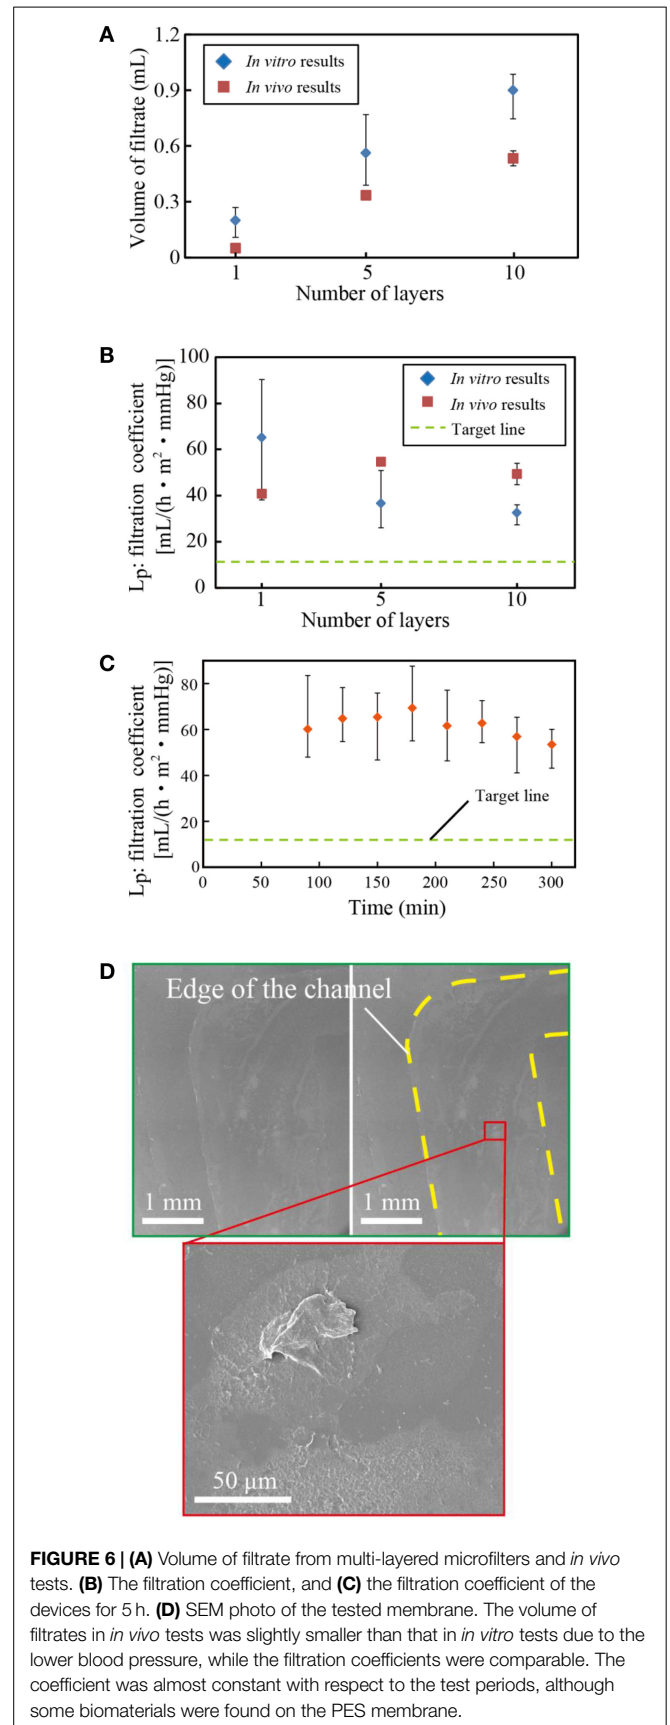 A
1.2
0.9
0.6
0.3
0
Volume of filtrate (mL)
In vitro results
In vivo results
1 5 10
Number of layers
B
100
80
60
40
20
0
Lp: filtration coefficient
[mL/(h • m² • mmHg)]
In vitro results
In vivo results
Target line
1 5 10
Number of layers
C
80
60
40
20
0
Lp: filtration coefficient
[mL/(h • m² • mmHg)]
Target line
0 50 100 150 200 250 300
Time (min)
D
Edge of the channel
1 mm 1 mm
50 μm
FIGURE 6 | (A) Volume of filtrate from multi-layered microfilters and in vivo
tests. (B) The filtration coefficient, and (C) the filtration coefficient of the
devices for 5 h. (D) SEM photo of the tested membrane. The volume of
filtrates in in vivo tests was slightly smaller than that in in vitro tests due to the
lower blood pressure, while the filtration coefficients were comparable. The
coefficient was almost constant with respect to the test periods, although
some biomaterials were found on the PES membrane.